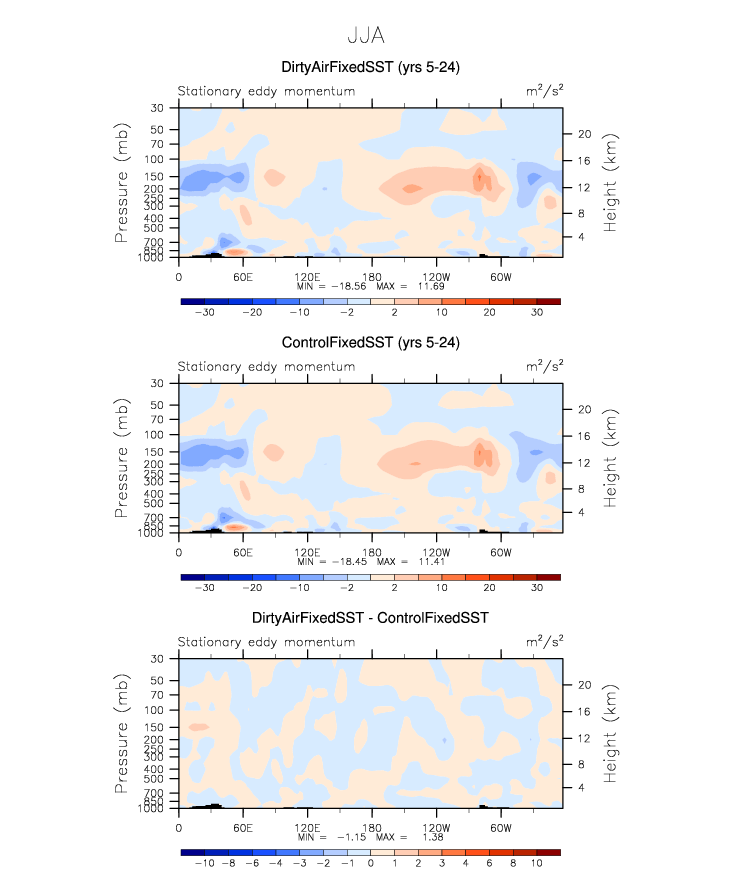 JJA
DirtyAirFixedSST (yrs 5-24)
Stationary eddy momentum m²/s²
Pressure (mb)
30
50
70
100
150
200
250
300
400
500
700
850
1000
20
16
12
8
4
Height (km)
0 60E 120E 180 120W 60W
MIN = -18.56 MAX = 11.69
-30 -20 -10 -2 2 10 20 30
ControlFixedSST (yrs 5-24)
Stationary eddy momentum m²/s²
Pressure (mb)
30
50
70
100
150
200
250
300
400
500
700
850
1000
20
16
12
8
4
Height (km)
0 60E 120E 180 120W 60W
MIN = -18.45 MAX = 11.41
-30 -20 -10 -2 2 10 20 30
DirtyAirFixedSST - ControlFixedSST
Stationary eddy momentum m²/s²
Pressure (mb)
30
50
70
100
150
200
250
300
400
500
700
850
1000
20
16
12
8
4
Height (km)
0 60E 120E 180 120W 60W
MIN = -1.15 MAX = 1.38
-10 -8 -6 -4 -3 -2 -1 0 1 2 3 4 6 8 10